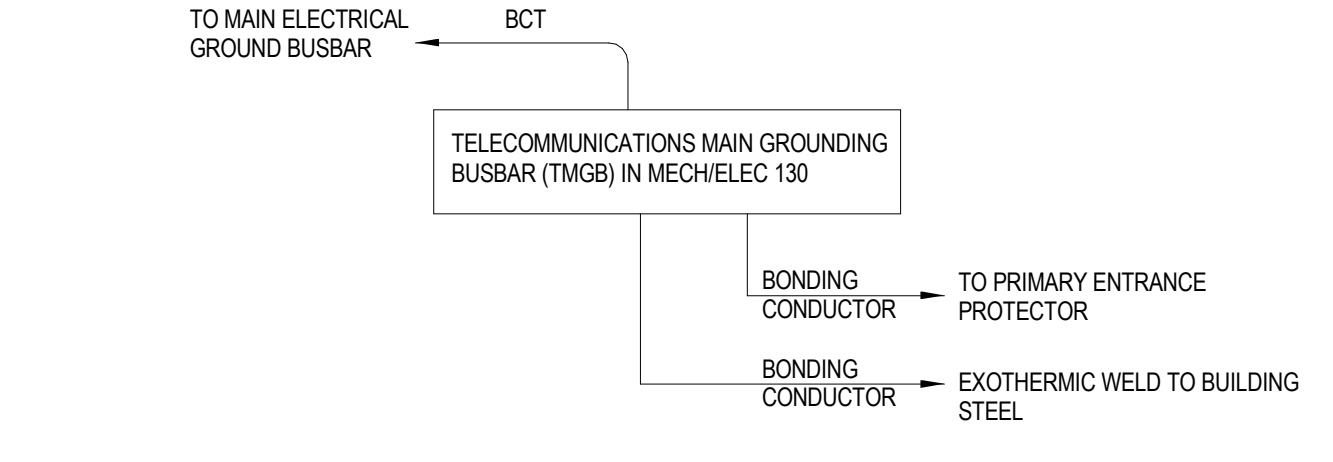 TO MAIN ELECTRICAL
GROUND BUSBAR
BCT
TELECOMMUNICATIONS MAIN GROUNDING
BUSBAR (TMGB) IN MECH/ELEC 130
BONDING
CONDUCTOR
TO PRIMARY ENTRANCE
PROTECTOR
BONDING
CONDUCTOR
EXOTHERMIC WELD TO BUILDING
STEEL